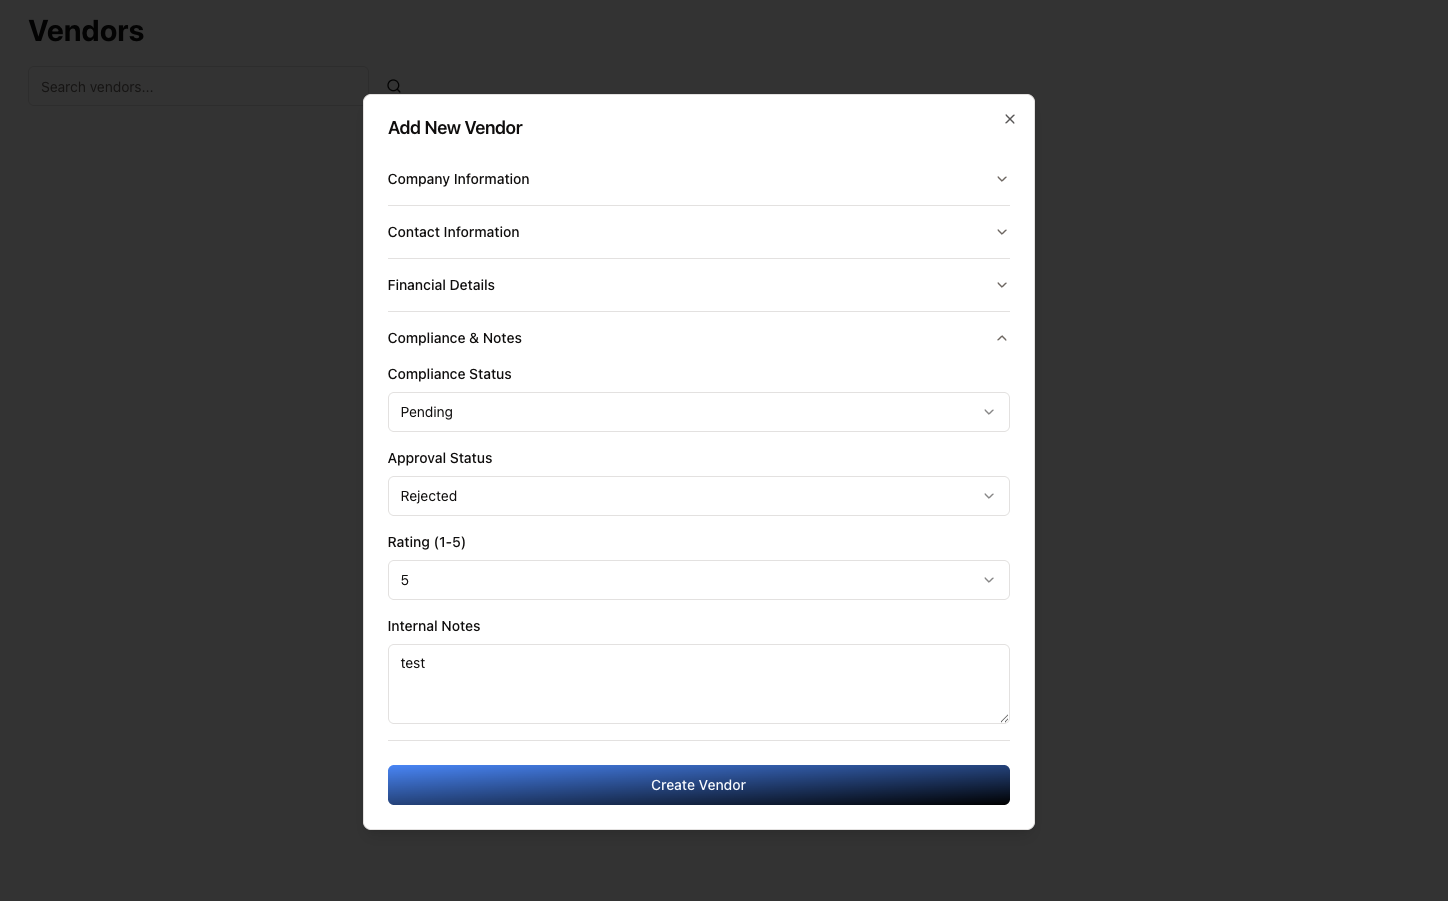 Vendors
Search vendors...
Add New Vendor
Company Information
Contact Information
Financial Details
Compliance & Notes
Compliance Status
Pending
Approval Status
Rejected
Rating (1-5)
5
Internal Notes
test
Create Vendor